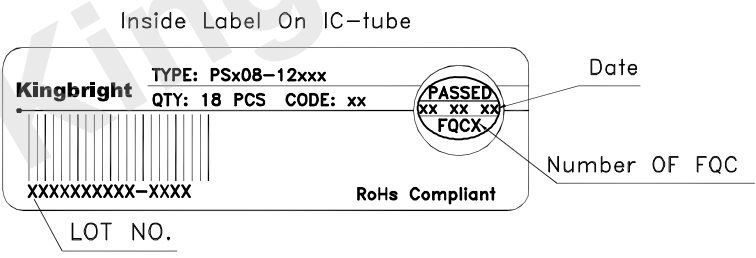 Inside Label On IC-tube
TYPE: PSx08-12xxx
Kingbright
QTY: 18 PCS CODE: xx
PASSED
xx xx xx
FQCX
Date
Number OF FQC
XXXXXXXXXX-XXXX
RoHs Compliant
LOT NO.
King